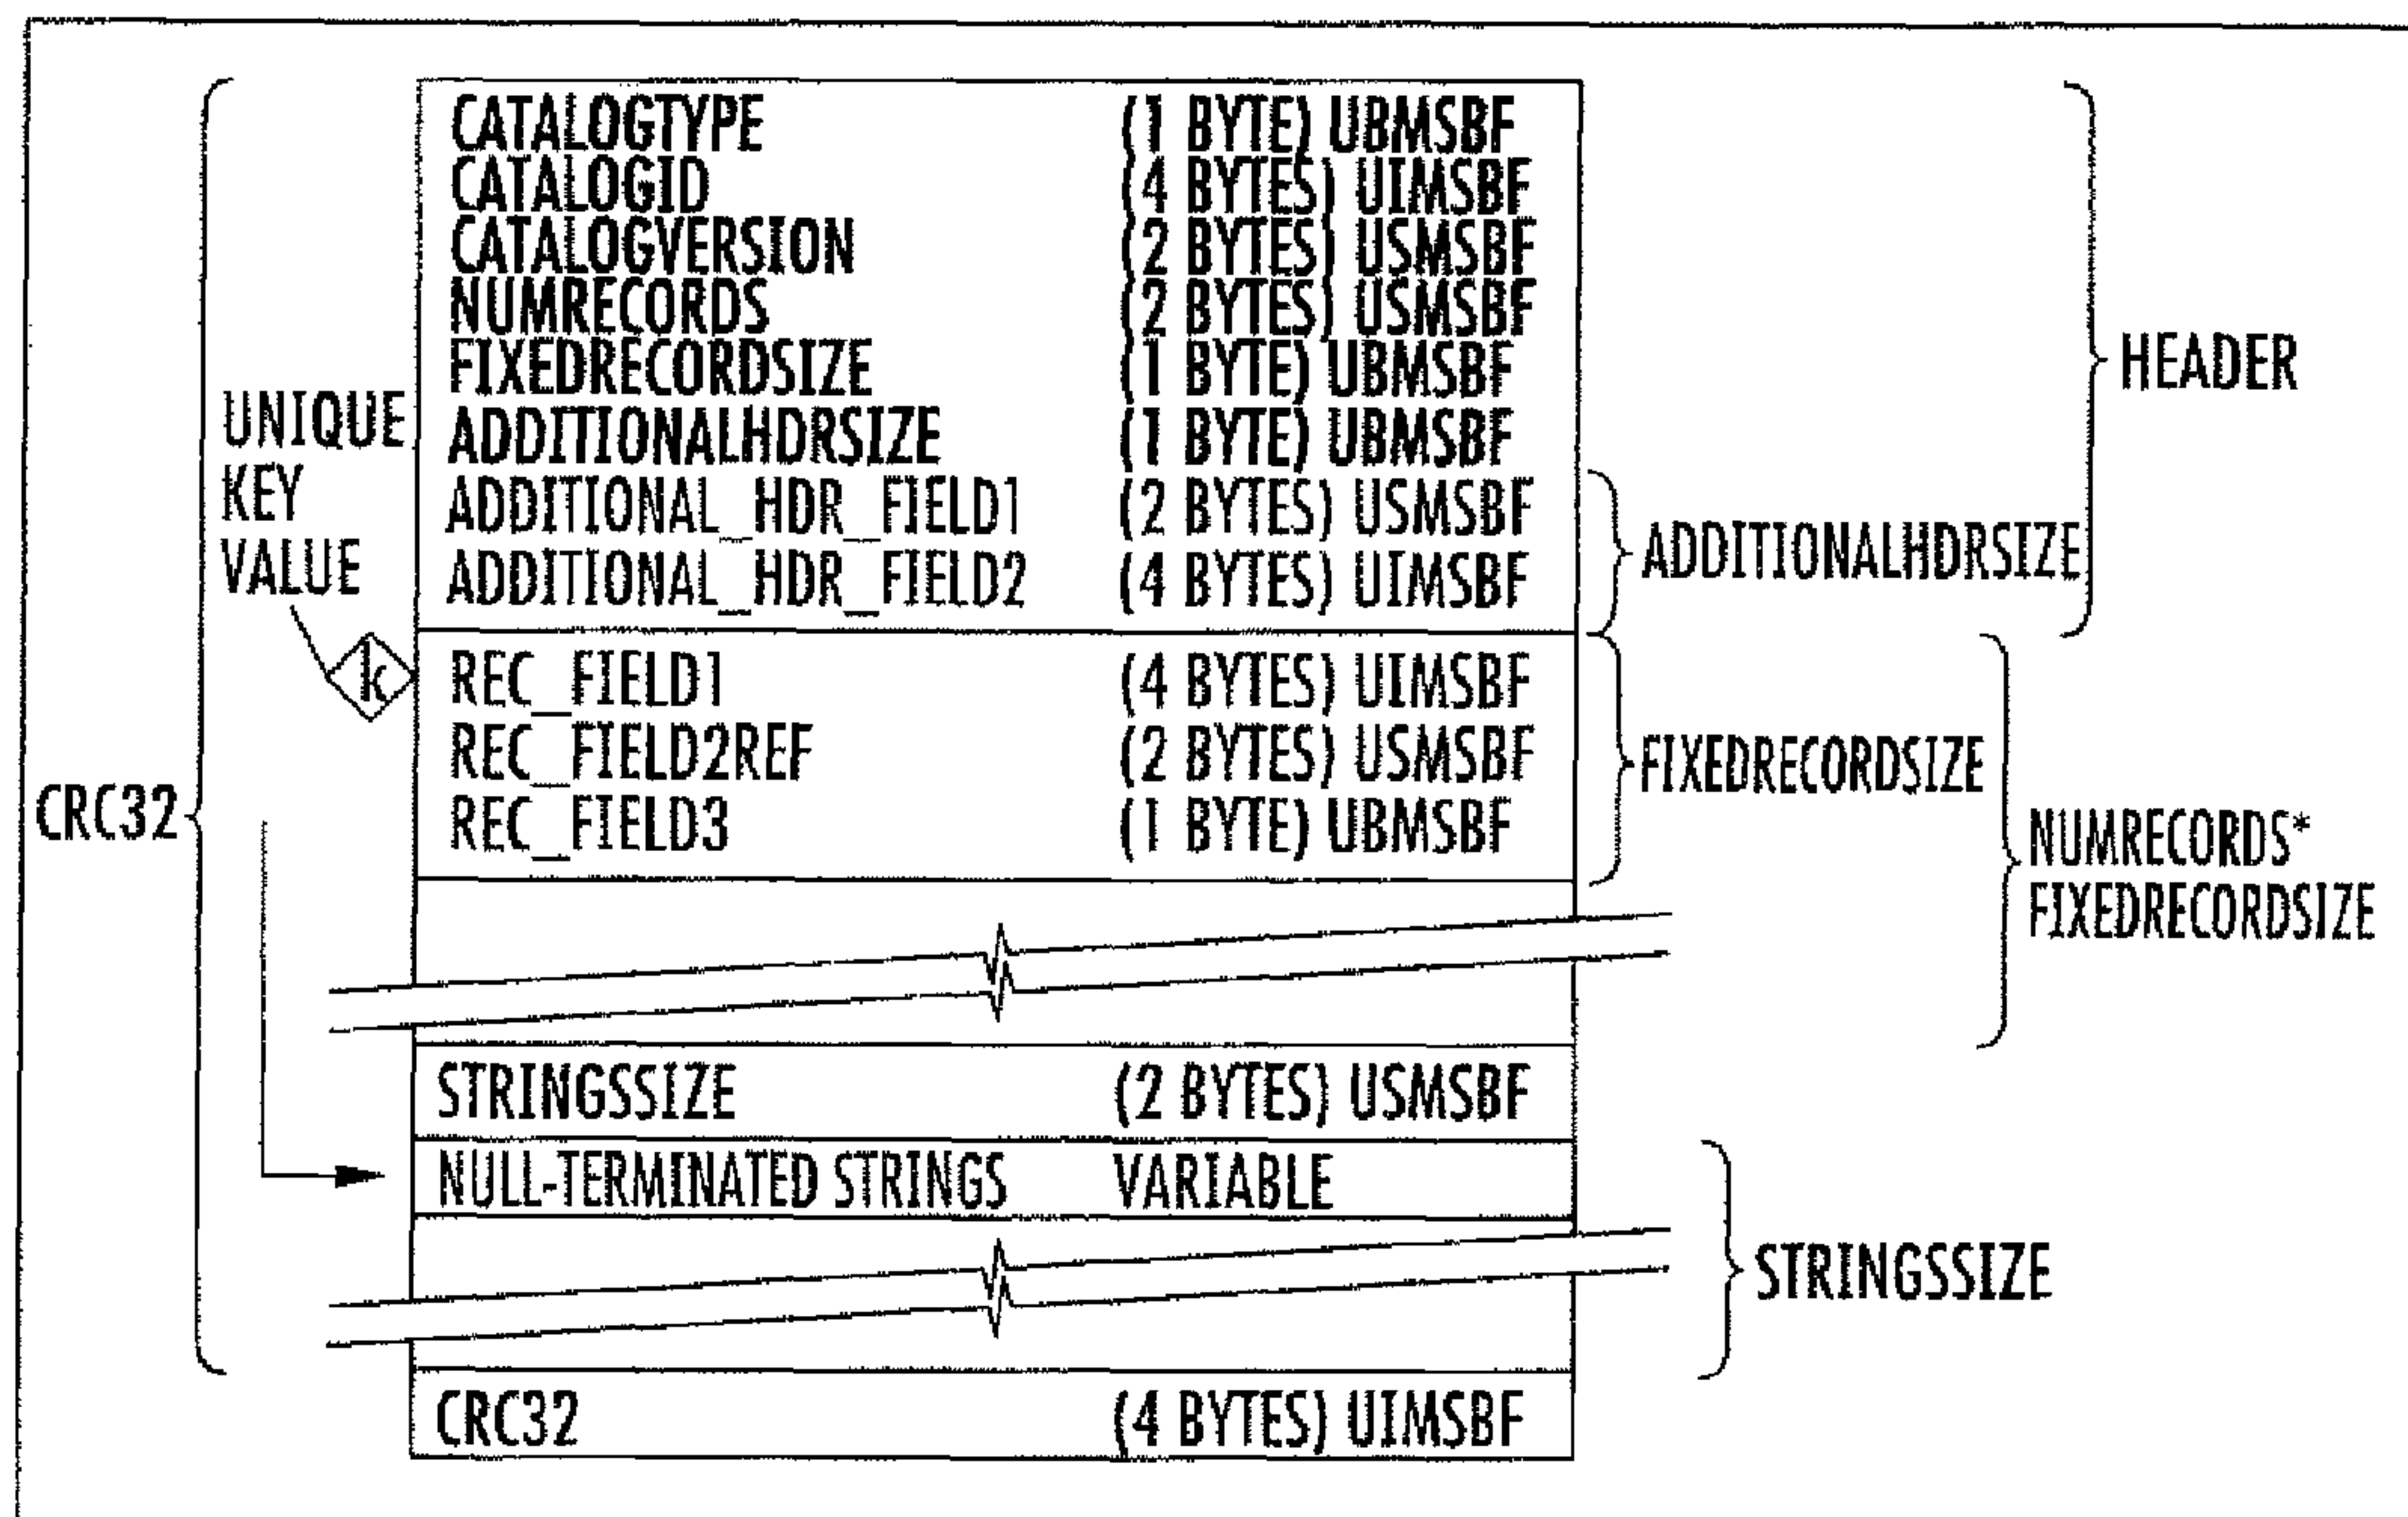 CATALOGTYPE (1 BYTE) UBMSBF
CATALOGID (4 BYTES) UIMSBF
CATALOGVERSION (2 BYTES) USMSBF
NUMRECORDS (2 BYTES) USMSBF
FIXEDRECORDSIZE (1 BYTE) UBMSBF
ADDITIONALHDRSIZE (1 BYTE) UBMSBF
ADDITIONAL_HDR_FIELD1 (2 BYTES) USMSBF
ADDITIONAL_HDR_FIELD2 (4 BYTES) UIMSBF
HEADER
ADDITIONALHDRSIZE
UNIQUE
KEY
VALUE
k
REC_FIELD1 (4 BYTES) UIMSBF
REC_FIELD2REF (2 BYTES) USMSBF
REC_FIELD3 (1 BYTE) UBMSBF
FIXEDRECORDSIZE
NUMRECORDS*
FIXEDRECORDSIZE
CRC32
STRINGSSIZE (2 BYTES) USMSBF
NULL-TERMINATED STRINGS VARIABLE
STRINGSSIZE
CRC32 (4 BYTES) UIMSBF